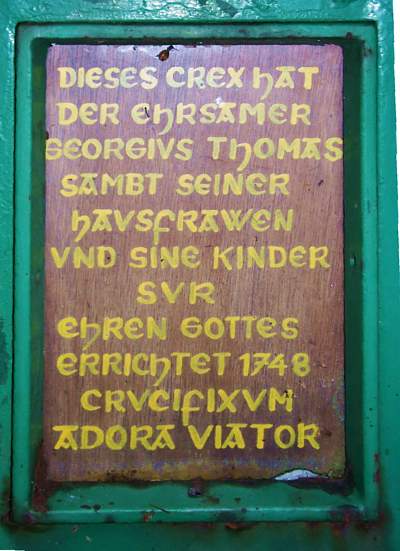 DIESES CREX HAT
DER EHRSAMER
GEORGIVS THOMAS
SAMBT SEINER
HAVSFRAWEN
VND SINE KINDER
SVR
EHREN GOTTES
ERRICHTET 1748
CRVCIFIXVM
ADORA VIATOR